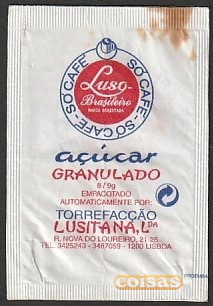 SÓ CAFÉ - SÓ CAFÉ - SÓ CAFÉ
Luso-
Brasileiro
MARCA REGISTADA
açúcar
GRANULADO
8 / 9g
EMPACOTADO
AUTOMATICAMENTE POR:
TORREFACÇÃO
LUSITANA, LDA
R. NOVA DO LOUREIRO, 21-25
TEL. 3425243 - 3467059 - 1200 LISBOA
coisas